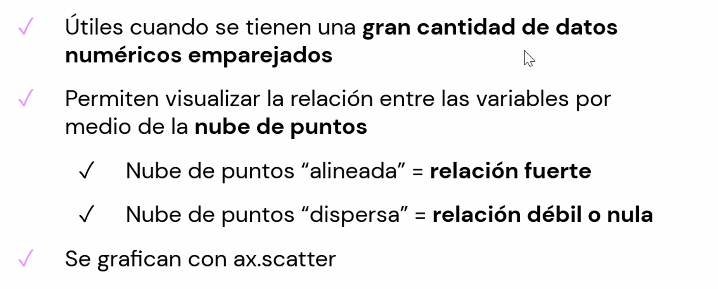 ✓ Útiles cuando se tienen una gran cantidad de datos
numéricos emparejados
✓ Permiten visualizar la relación entre las variables por
medio de la nube de puntos
✓ Nube de puntos “alineada” = relación fuerte
✓ Nube de puntos “dispersa” = relación débil o nula
✓ Se grafican con ax.scatter